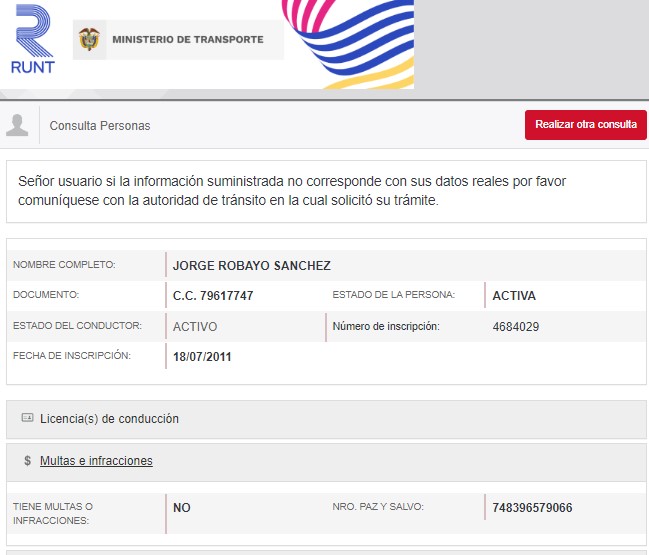 RUNT
MINISTERIO DE TRANSPORTE
Consulta Personas
Realizar otra consulta
Señor usuario si la información suministrada no corresponde con sus datos reales por favor
comuníquese con la autoridad de tránsito en la cual solicitó su trámite.
NOMBRE COMPLETO: JORGE ROBAYO SANCHEZ
DOCUMENTO: C.C. 79617747 ESTADO DE LA PERSONA: ACTIVA
ESTADO DEL CONDUCTOR: ACTIVO Número de inscripción: 4684029
FECHA DE INSCRIPCIÓN: 18/07/2011
Licencia(s) de conducción
$ Multas e infracciones
TIENE MULTAS O
INFRACCIONES: NO NRO. PAZ Y SALVO: 748396579066